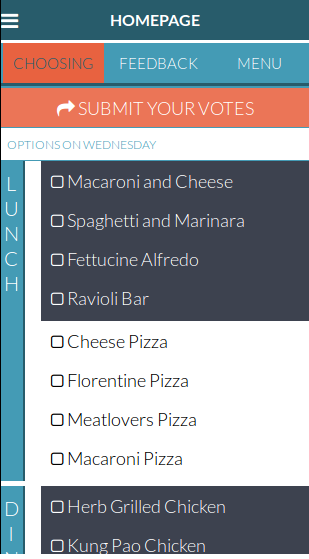 HOMEPAGE
CHOOSING FEEDBACK MENU
SUBMIT YOUR VOTES
OPTIONS ON WEDNESDAY
LUNCH
Macaroni and Cheese
Spaghetti and Marinara
Fettucine Alfredo
Ravioli Bar
Cheese Pizza
Florentine Pizza
Meatlovers Pizza
Macaroni Pizza
DI
Herb Grilled Chicken
Kung Pao Chicken